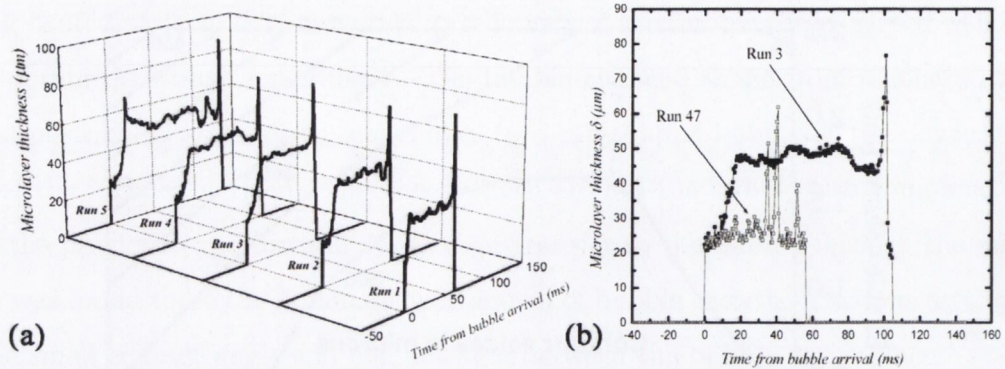 100
80
60
40
20
0
Microlayer thickness (μm)
Run 5
Run 4
Run 3
Run 2
Run 1
-50
0
50
100
150
Time from bubble arrival (ms)
(a)
90
80
70
60
50
40
30
20
10
0
Microlayer thickness δ (μm)
Run 3
Run 47
-40
-20
0
20
40
60
80
100
120
140
160
Time from bubble arrival (ms)
(b)